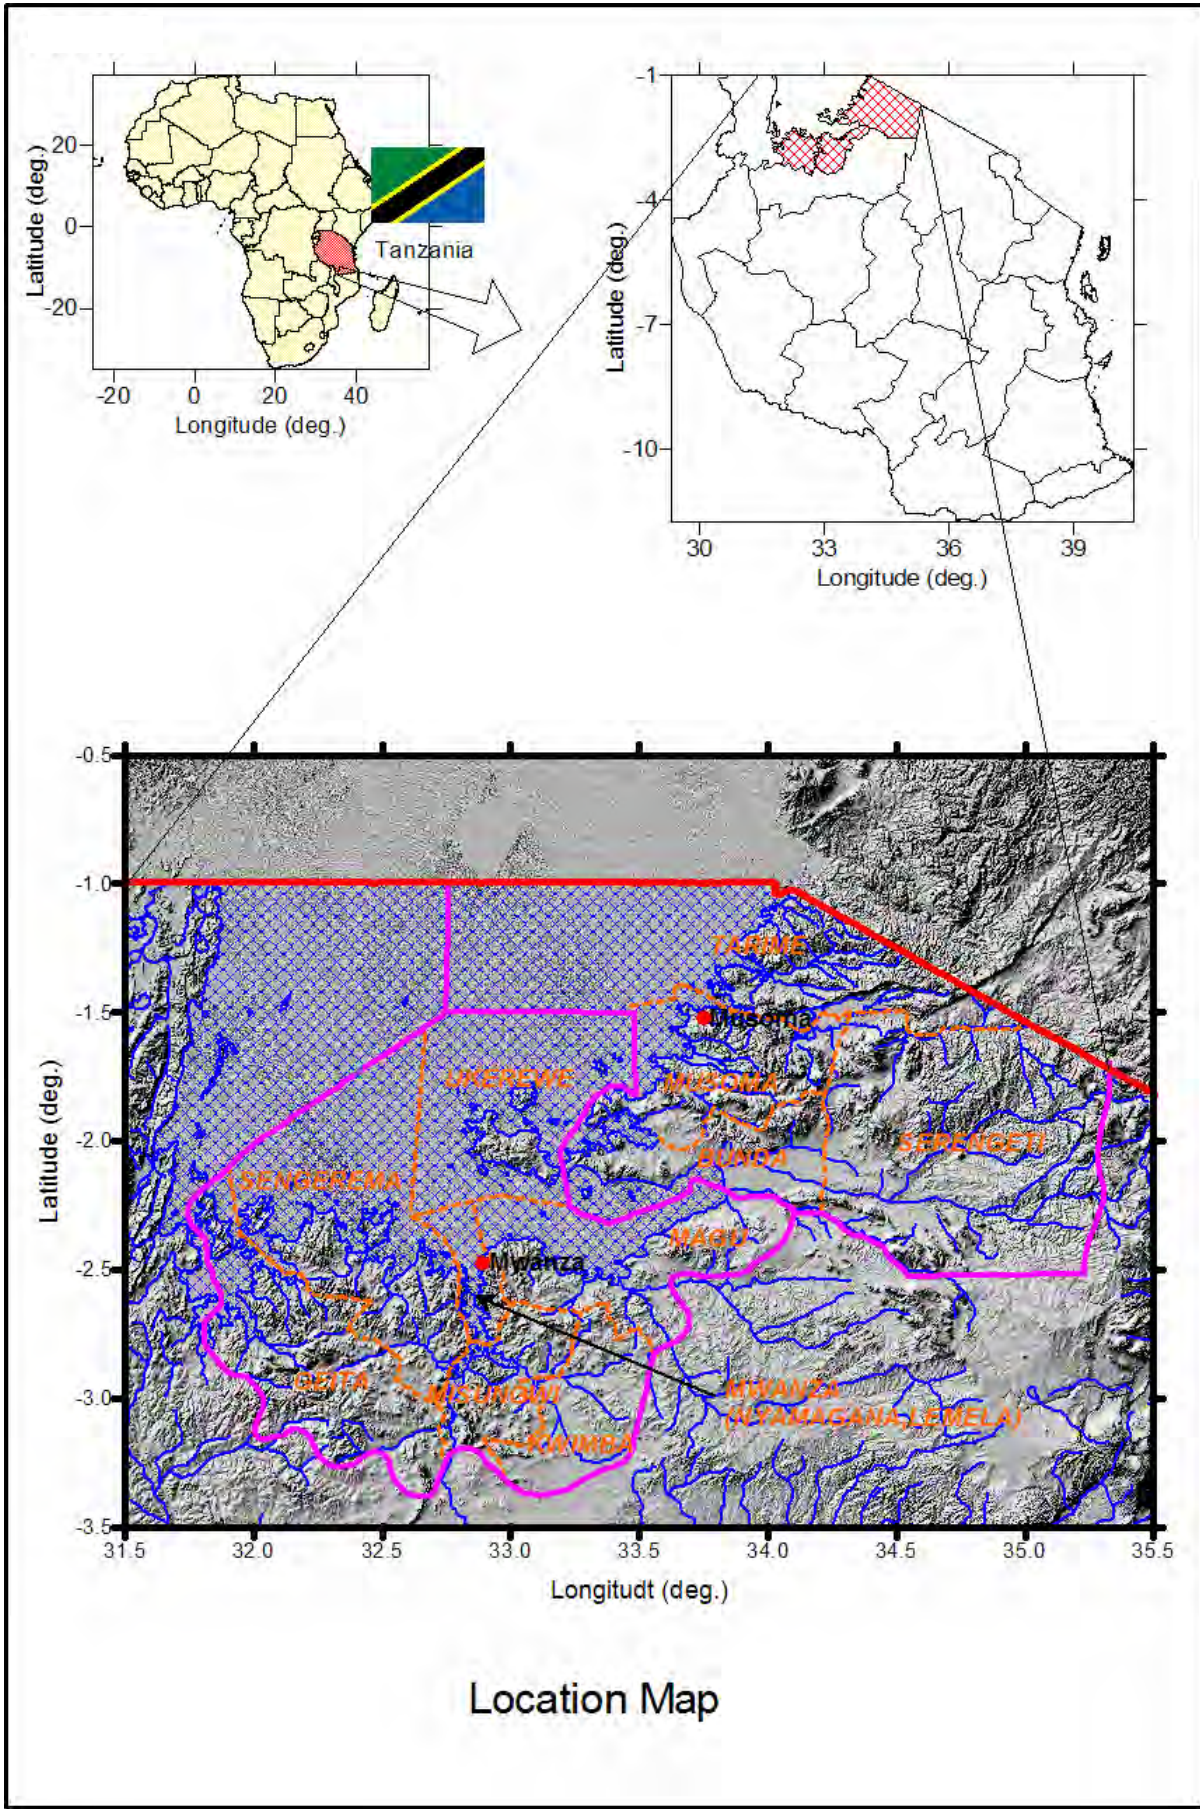 20
0
-20
Latitude (deg.)
-20
0
20
40
Longitude (deg.)
Tanzania
-1
-4
-7
-10
Latitude (deg.)
30
33
36
39
Longitude (deg.)
-0.5
-1.0
-1.5
-2.0
-2.5
-3.0
-3.5
Latitude (deg.)
TARIME
Musoma
UKEREWE
MUSOMA
SERENGETI
BUNDA
SENGEREMA
MAGU
Mwanza
GEITA
MISUNGWI
MWANZA
(NYAMAGANA,LEMELA)
KWIMBA
31.5
32.0
32.5
33.0
33.5
34.0
34.5
35.0
35.5
Longitudt (deg.)
Location Map